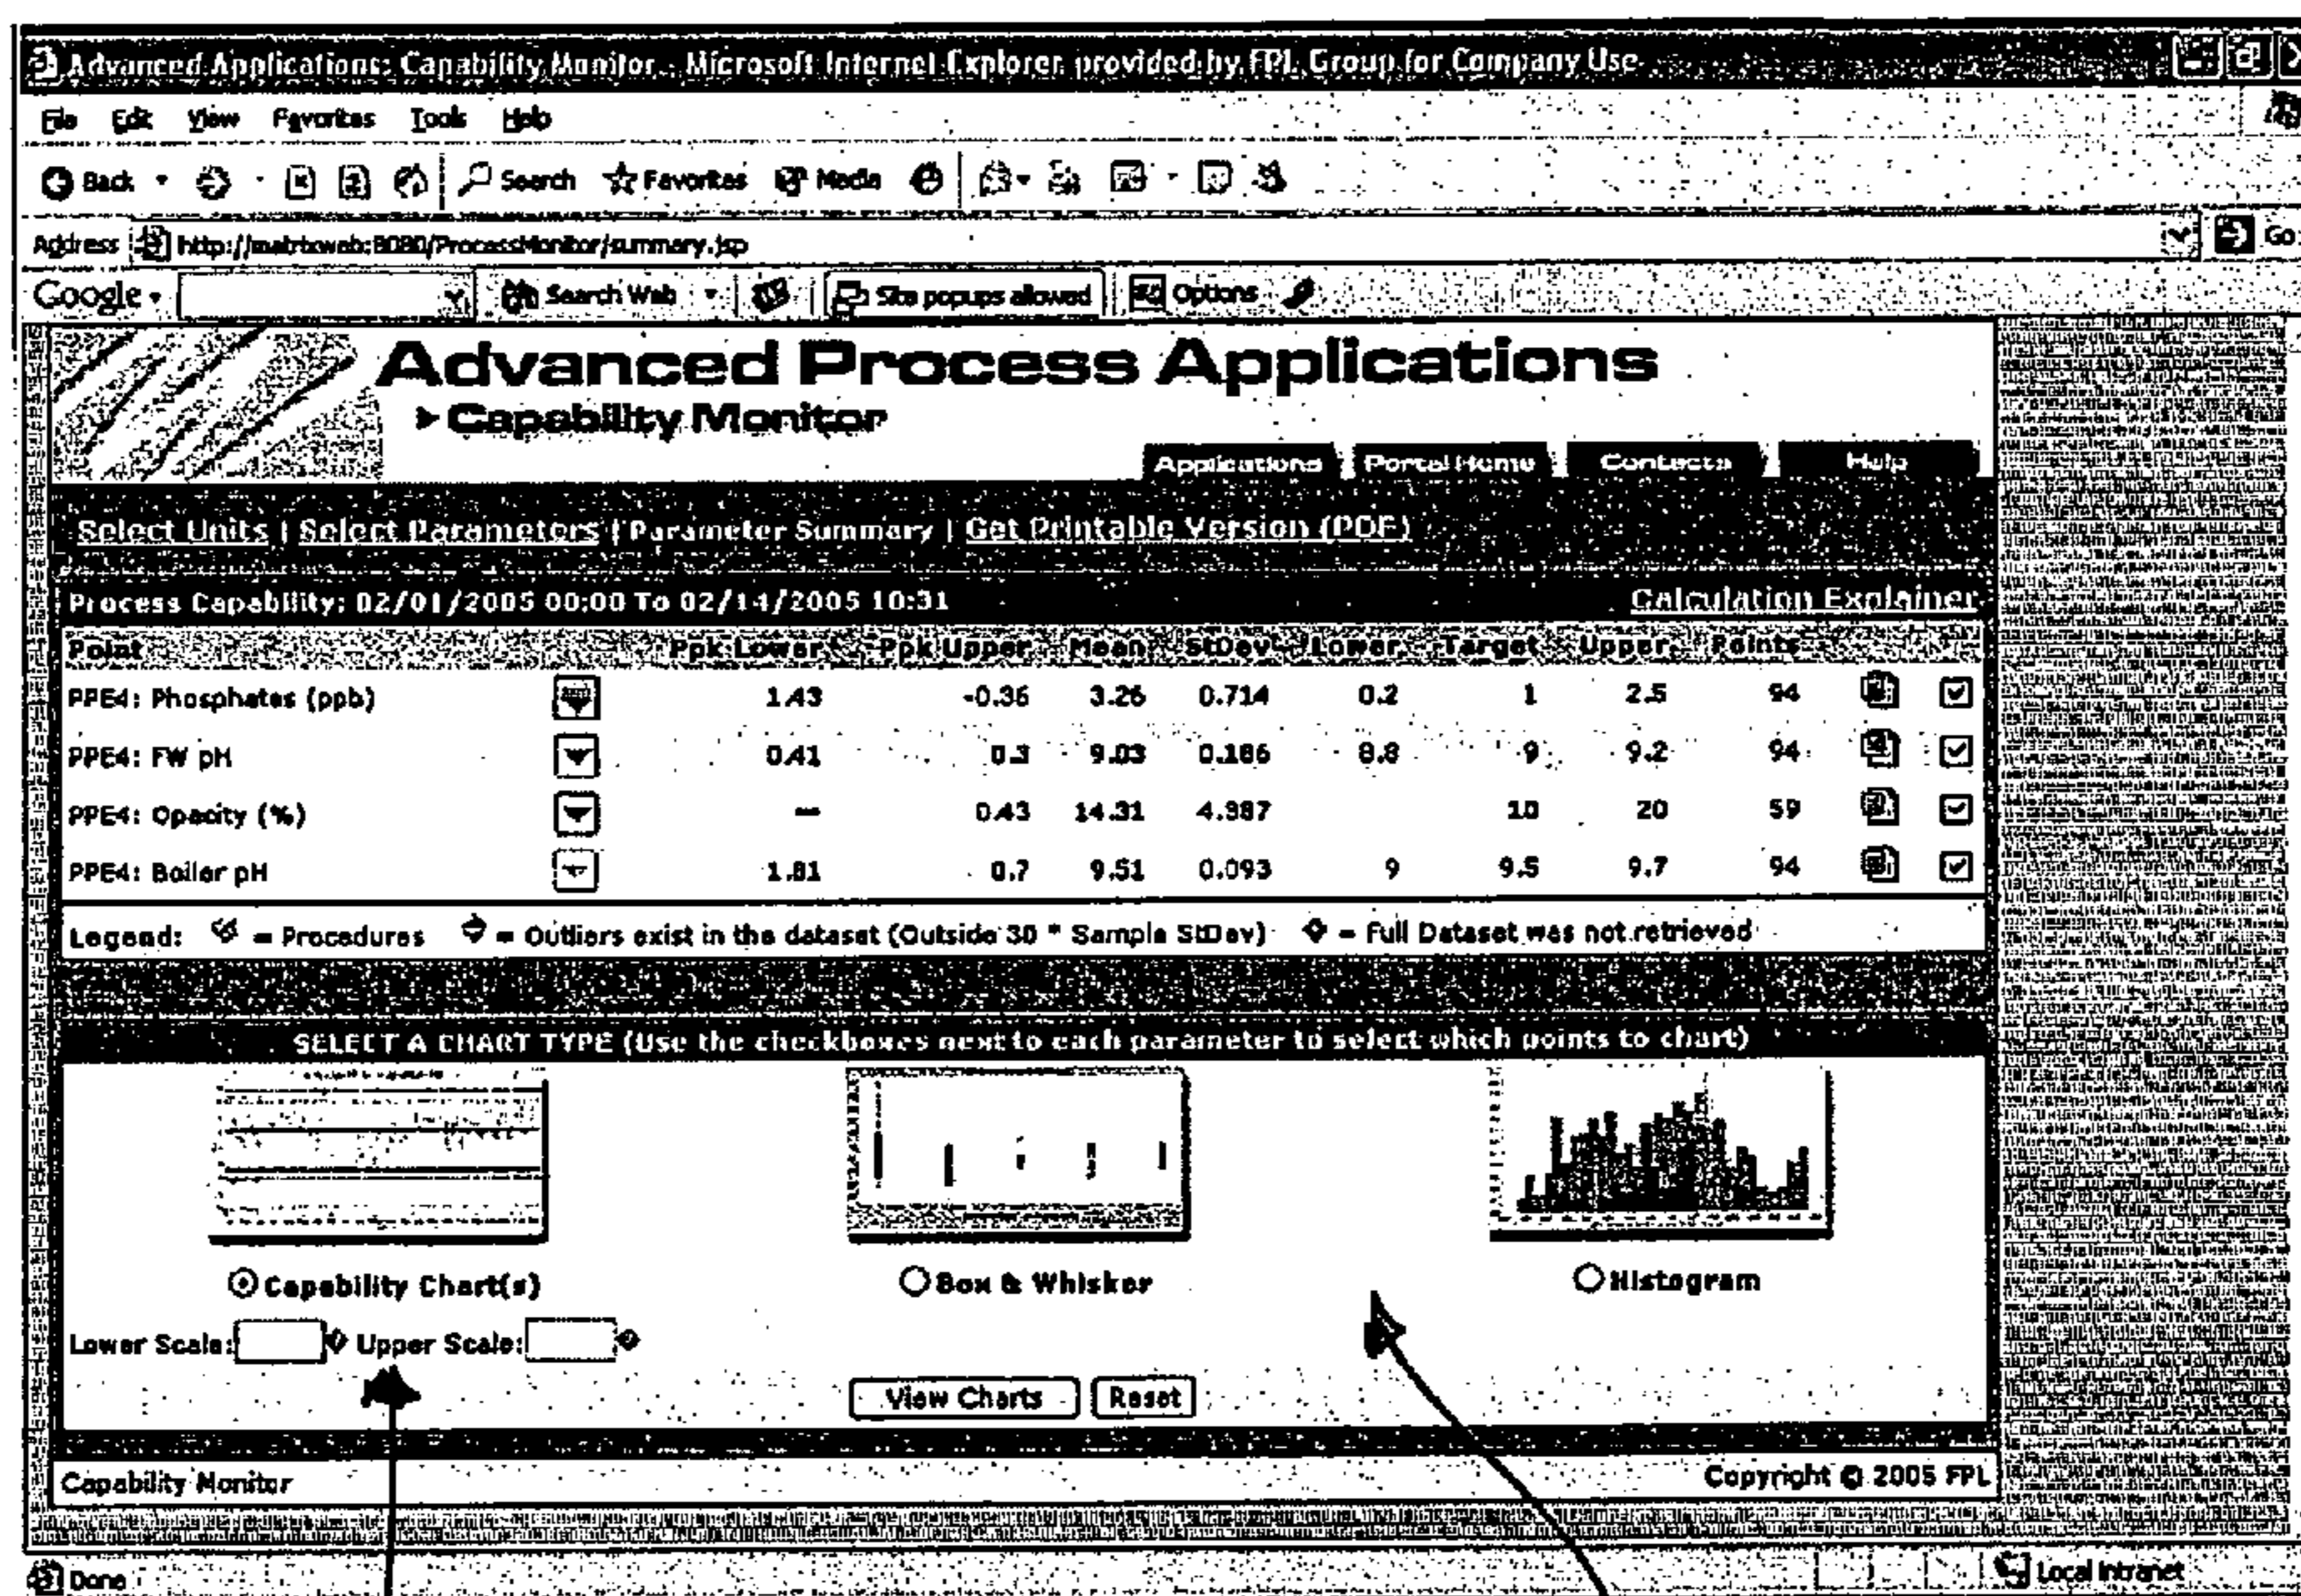 Advanced Applications: Capability Monitor - Microsoft Internet Explorer provided by FPL Group for Company Use
File Edit View Favorites Tools Help
Back Search Favorites Media
Address http://matrixweb:8080/ProcessMonitor/summary.jsp Go
Google Search Web Site popups allowed Options
Advanced Process Applications
Capability Monitor
Applications Portal Home Contacts Help
Select Units | Select Parameters | Parameter Summary | Get Printable Version (PDF)
Process Capability: 02/01/2005 00:00 To 02/14/2005 10:31 Calculation Explainer
Point Ppk Lower Ppk Upper Mean StDev Lower Target Upper Points
PPE4: Phosphates (ppb) 1.43 -0.36 3.26 0.714 0.2 1 2.5 94
PPE4: FW pH 0.41 0.3 9.03 0.186 8.8 9 9.2 94
PPE4: Opacity (%) — 0.43 14.31 4.387 10 20 59
PPE4: Boiler pH 1.81 0.7 9.51 0.093 9 9.5 9.7 94
Legend: = Procedures = Outliers exist in the dataset (Outside 30 * Sample StDev) = Full Dataset was not retrieved
SELECT A CHART TYPE (Use the checkboxes next to each parameter to select which points to chart)
Capability Chart(s) Box & Whisker Histogram
Lower Scale: Upper Scale:
View Charts Reset
Capability Monitor Copyright © 2005 FPL
Done Local intranet